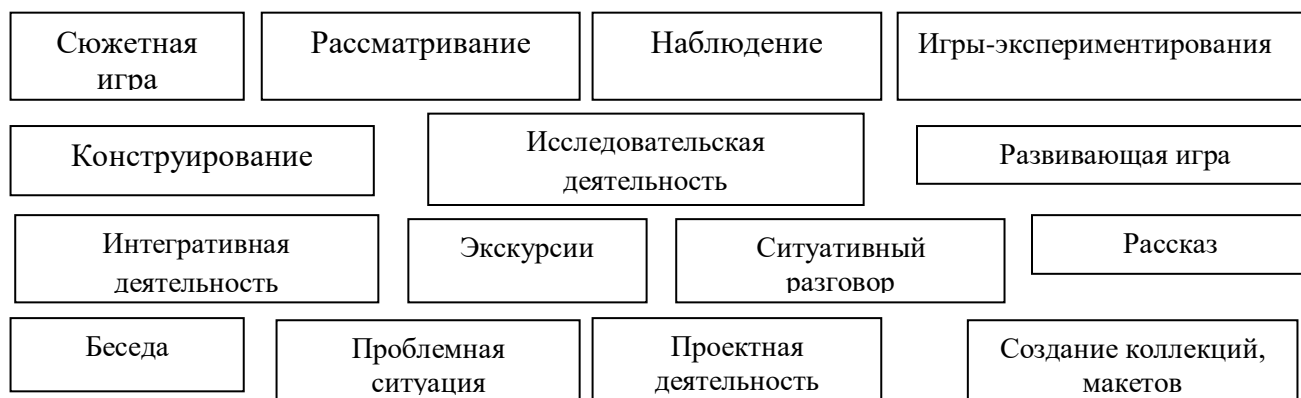 Сюжетная
игра
Рассматривание
Наблюдение
Игры-экспериментирования
Конструирование
Исследовательская
деятельность
Развивающая игра
Интегративная
деятельность
Экскурсии
Ситуативный
разговор
Рассказ
Беседа
Проблемная
ситуация
Проектная
деятельность
Создание коллекций,
макетов